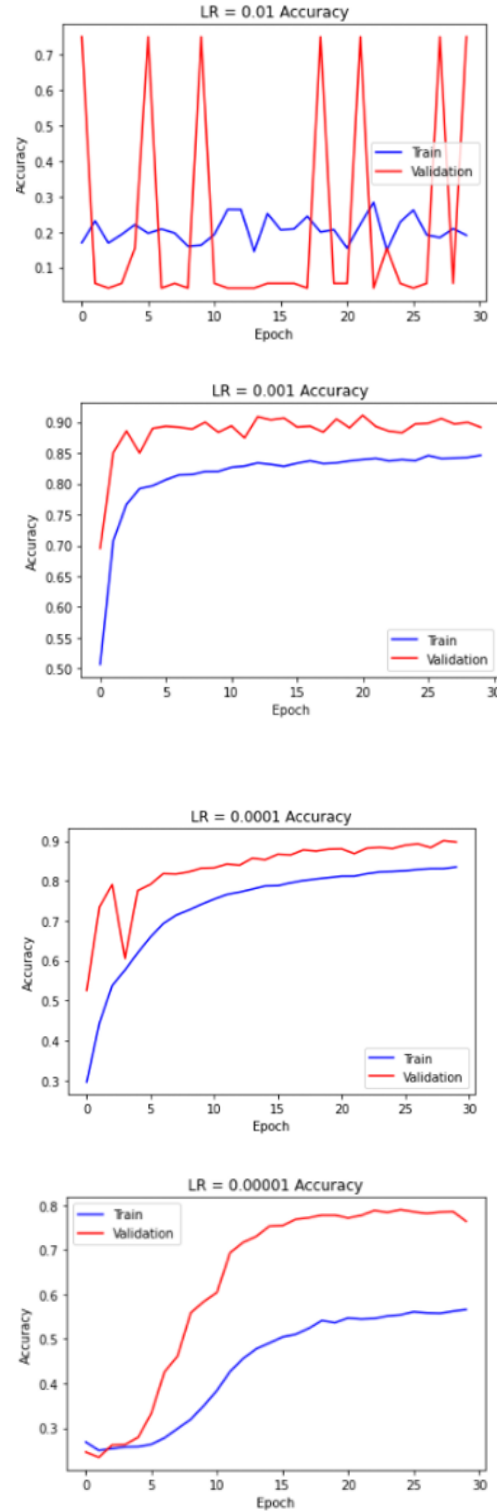 LR = 0.01 Accuracy
0.7
0.6
0.5
0.4
0.3
0.2
0.1
Accuracy
Train
Validation
0
5
10
15
20
25
30
Epoch
LR = 0.001 Accuracy
0.90
0.85
0.80
0.75
0.70
0.65
0.60
0.55
0.50
Accuracy
Train
Validation
0
5
10
15
20
25
30
Epoch
LR = 0.0001 Accuracy
0.9
0.8
0.7
0.6
0.5
0.4
0.3
Accuracy
Train
Validation
0
5
10
15
20
25
30
Epoch
LR = 0.00001 Accuracy
0.8
0.7
0.6
0.5
0.4
0.3
Accuracy
Train
Validation
0
5
10
15
20
25
30
Epoch